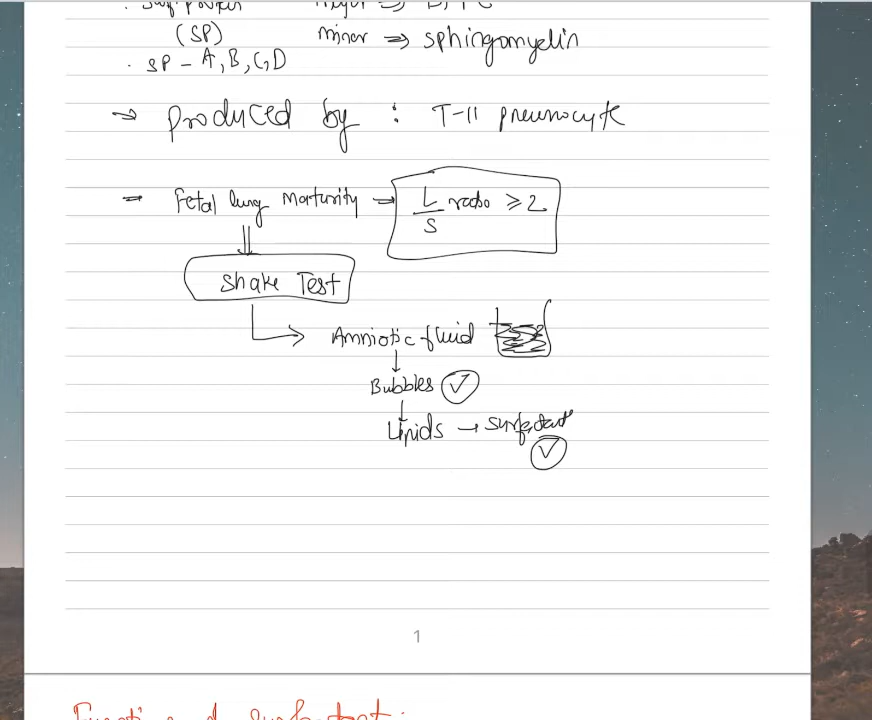 (SP) minor ⇒ sphingomyelin
· SP - A, B, C, D
→ Produced by : T-11 pneumocyte
- Fetal lung Maturity → L/S ratio ≥ 2
Shake Test
Amniotic fluid
Bubbles ✓
Lipids → surfactant ✓
1